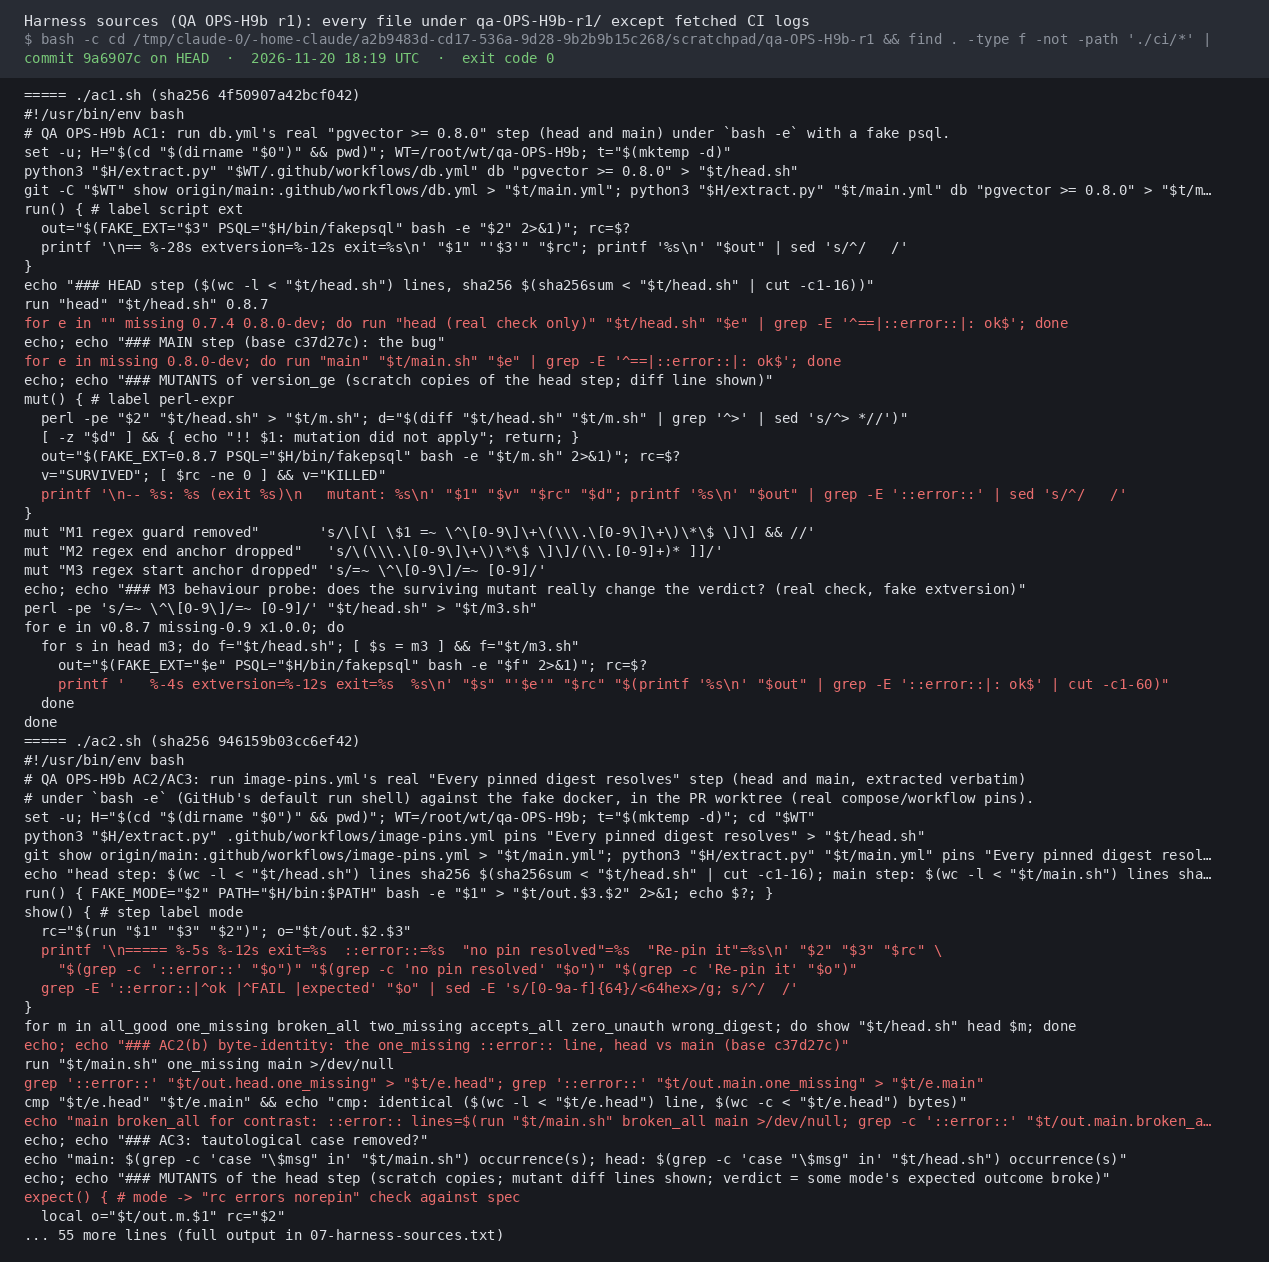 Harness sources (QA OPS-H9b r1): every file under qa-OPS-H9b-r1/ except fetched CI logs
$ bash -c cd /tmp/claude-0/-home-claude/a2b9483d-cd17-536a-9d28-9b2b9b15c268/scratchpad/qa-OPS-H9b-r1 && find . -type f -not -path './ci/*' |
commit 9a6907c on HEAD  ·  2026-11-20 18:19 UTC  ·  exit code 0
===== ./ac1.sh (sha256 4f50907a42bcf042)
#!/usr/bin/env bash
# QA OPS-H9b AC1: run db.yml's real "pgvector >= 0.8.0" step (head and main) under `bash -e` with a fake psql.
set -u; H="$(cd "$(dirname "$0")" && pwd)"; WT=/root/wt/qa-OPS-H9b; t="$(mktemp -d)"
python3 "$H/extract.py" "$WT/.github/workflows/db.yml" db "pgvector >= 0.8.0" > "$t/head.sh"
git -C "$WT" show origin/main:.github/workflows/db.yml > "$t/main.yml"; python3 "$H/extract.py" "$t/main.yml" db "pgvector >= 0.8.0" > "$t/m…
run() { # label script ext
  out="$(FAKE_EXT="$3" PSQL="$H/bin/fakepsql" bash -e "$2" 2>&1)"; rc=$?
  printf '\n== %-28s extversion=%-12s exit=%s\n' "$1" "'$3'" "$rc"; printf '%s\n' "$out" | sed 's/^/   /'
}
echo "### HEAD step ($(wc -l < "$t/head.sh") lines, sha256 $(sha256sum < "$t/head.sh" | cut -c1-16))"
run "head" "$t/head.sh" 0.8.7
for e in "" missing 0.7.4 0.8.0-dev; do run "head (real check only)" "$t/head.sh" "$e" | grep -E '^==|::error::|: ok$'; done
echo; echo "### MAIN step (base c37d27c): the bug"
for e in missing 0.8.0-dev; do run "main" "$t/main.sh" "$e" | grep -E '^==|::error::|: ok$'; done
echo; echo "### MUTANTS of version_ge (scratch copies of the head step; diff line shown)"
mut() { # label perl-expr
  perl -pe "$2" "$t/head.sh" > "$t/m.sh"; d="$(diff "$t/head.sh" "$t/m.sh" | grep '^>' | sed 's/^> *//')"
  [ -z "$d" ] && { echo "!! $1: mutation did not apply"; return; }
  out="$(FAKE_EXT=0.8.7 PSQL="$H/bin/fakepsql" bash -e "$t/m.sh" 2>&1)"; rc=$?
  v="SURVIVED"; [ $rc -ne 0 ] && v="KILLED"
  printf '\n-- %s: %s (exit %s)\n   mutant: %s\n' "$1" "$v" "$rc" "$d"; printf '%s\n' "$out" | grep -E '::error::' | sed 's/^/   /'
}
mut "M1 regex guard removed"       's/\[\[ \$1 =~ \^\[0-9\]\+\(\\\.\[0-9\]\+\)\*\$ \]\] && //'
mut "M2 regex end anchor dropped"   's/\(\\\.\[0-9\]\+\)\*\$ \]\]/(\\.[0-9]+)* ]]/'
mut "M3 regex start anchor dropped" 's/=~ \^\[0-9\]/=~ [0-9]/'
echo; echo "### M3 behaviour probe: does the surviving mutant really change the verdict? (real check, fake extversion)"
perl -pe 's/=~ \^\[0-9\]/=~ [0-9]/' "$t/head.sh" > "$t/m3.sh"
for e in v0.8.7 missing-0.9 x1.0.0; do
  for s in head m3; do f="$t/head.sh"; [ $s = m3 ] && f="$t/m3.sh"
    out="$(FAKE_EXT="$e" PSQL="$H/bin/fakepsql" bash -e "$f" 2>&1)"; rc=$?
    printf '   %-4s extversion=%-12s exit=%s  %s\n' "$s" "'$e'" "$rc" "$(printf '%s\n' "$out" | grep -E '::error::|: ok$' | cut -c1-60)"
  done
done
===== ./ac2.sh (sha256 946159b03cc6ef42)
#!/usr/bin/env bash
# QA OPS-H9b AC2/AC3: run image-pins.yml's real "Every pinned digest resolves" step (head and main, extracted verbatim)
# under `bash -e` (GitHub's default run shell) against the fake docker, in the PR worktree (real compose/workflow pins).
set -u; H="$(cd "$(dirname "$0")" && pwd)"; WT=/root/wt/qa-OPS-H9b; t="$(mktemp -d)"; cd "$WT"
python3 "$H/extract.py" .github/workflows/image-pins.yml pins "Every pinned digest resolves" > "$t/head.sh"
git show origin/main:.github/workflows/image-pins.yml > "$t/main.yml"; python3 "$H/extract.py" "$t/main.yml" pins "Every pinned digest resol…
echo "head step: $(wc -l < "$t/head.sh") lines sha256 $(sha256sum < "$t/head.sh" | cut -c1-16); main step: $(wc -l < "$t/main.sh") lines sha…
run() { FAKE_MODE="$2" PATH="$H/bin:$PATH" bash -e "$1" > "$t/out.$3.$2" 2>&1; echo $?; }
show() { # step label mode
  rc="$(run "$1" "$3" "$2")"; o="$t/out.$2.$3"
  printf '\n===== %-5s %-12s exit=%s  ::error::=%s  "no pin resolved"=%s  "Re-pin it"=%s\n' "$2" "$3" "$rc" \
    "$(grep -c '::error::' "$o")" "$(grep -c 'no pin resolved' "$o")" "$(grep -c 'Re-pin it' "$o")"
  grep -E '::error::|^ok |^FAIL |expected' "$o" | sed -E 's/[0-9a-f]{64}/<64hex>/g; s/^/  /'
}
for m in all_good one_missing broken_all two_missing accepts_all zero_unauth wrong_digest; do show "$t/head.sh" head $m; done
echo; echo "### AC2(b) byte-identity: the one_missing ::error:: line, head vs main (base c37d27c)"
run "$t/main.sh" one_missing main >/dev/null
grep '::error::' "$t/out.head.one_missing" > "$t/e.head"; grep '::error::' "$t/out.main.one_missing" > "$t/e.main"
cmp "$t/e.head" "$t/e.main" && echo "cmp: identical ($(wc -l < "$t/e.head") line, $(wc -c < "$t/e.head") bytes)"
echo "main broken_all for contrast: ::error:: lines=$(run "$t/main.sh" broken_all main >/dev/null; grep -c '::error::' "$t/out.main.broken_a…
echo; echo "### AC3: tautological case removed?"
echo "main: $(grep -c 'case "\$msg" in' "$t/main.sh") occurrence(s); head: $(grep -c 'case "\$msg" in' "$t/head.sh") occurrence(s)"
echo; echo "### MUTANTS of the head step (scratch copies; mutant diff lines shown; verdict = some mode's expected outcome broke)"
expect() { # mode -> "rc errors norepin" check against spec
  local o="$t/out.m.$1" rc="$2"
... 55 more lines (full output in 07-harness-sources.txt)